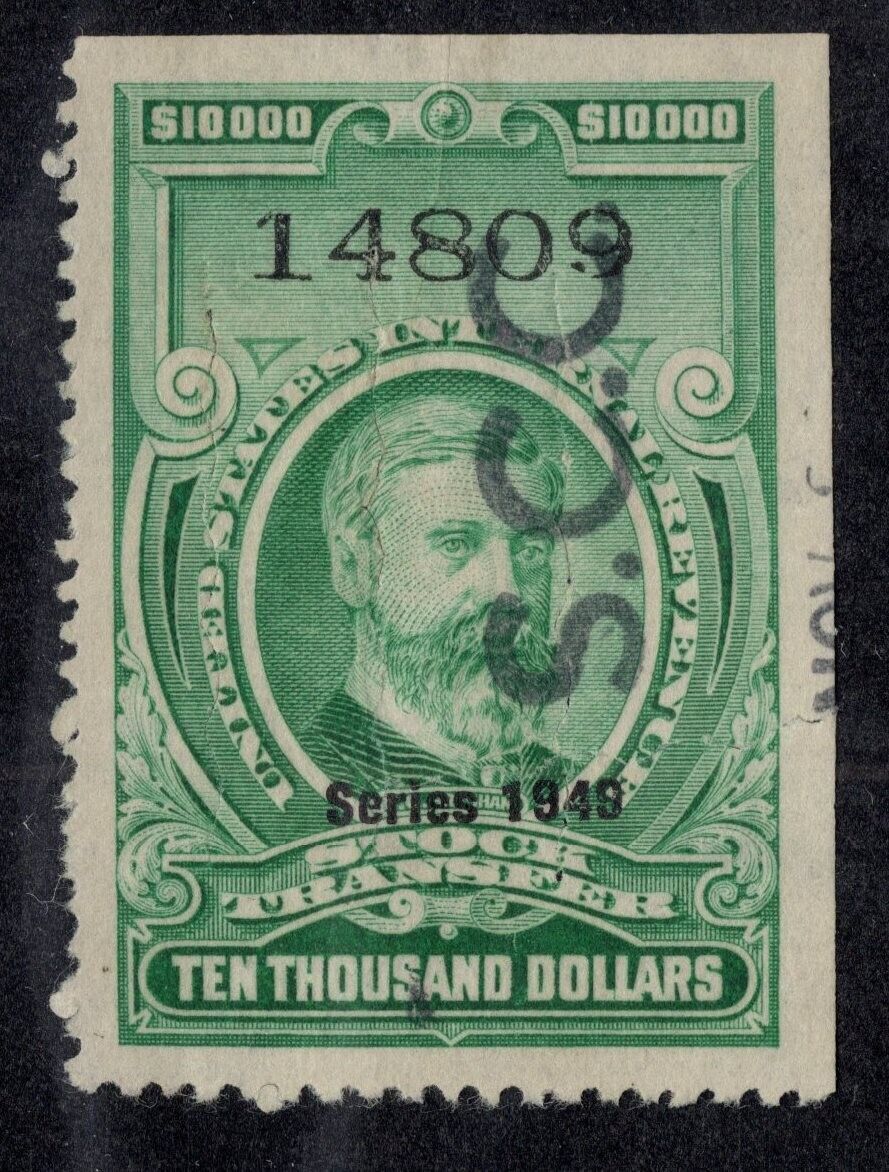 $10000 $10000
14809
UNITED STATES INTERNAL REVENUE
S.C.C.
Series 1949
STOCK
TRANSFER
TEN THOUSAND DOLLARS